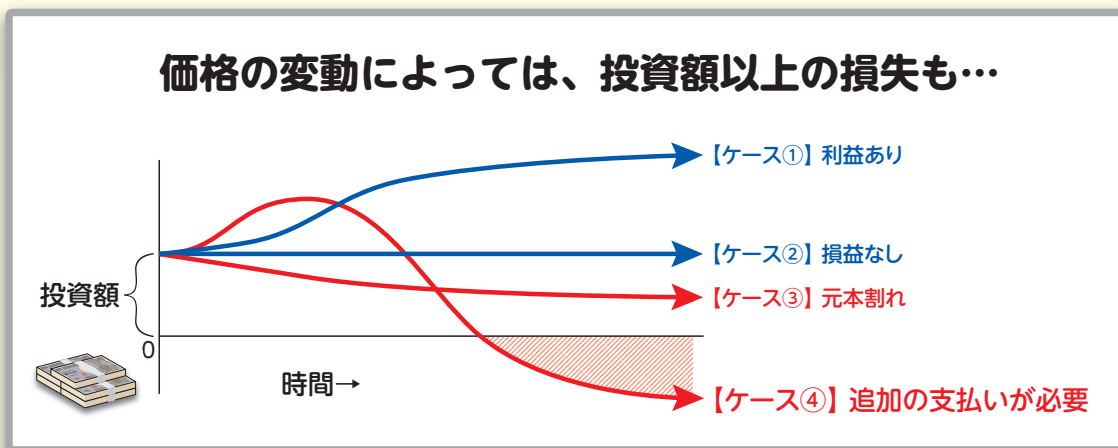 価格の変動によっては、投資額以上の損失も…
【ケース①】利益あり
【ケース②】損益なし
投資額
【ケース③】元本割れ
0
時間→
【ケース④】追加の支払いが必要